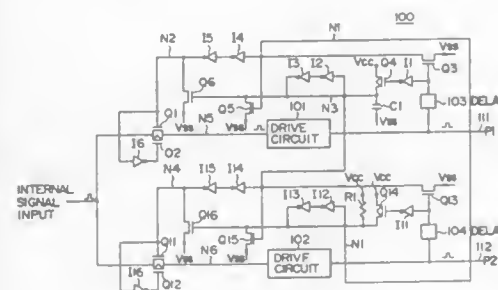 100
N1
N2 I5 I4 Vss
Q3
I3 I2 Vcc Q4 I1
Q6
N3
Q5 C1 103 DELA
Q1 Vss N5 Vss 101 Vss 111
I6 Q2 DRIVE CIRCUIT P1
INTERNAL SIGNAL INPUT
N4 I15 I14 Vss
Vcc Vcc
I13 I12 R1 Q14 Q13
Q16 I11
Q15 104 DELA
Q11 Vss N6 Vss 102 N1 112
I16 Q12 DRIVE CIRCUIT P2